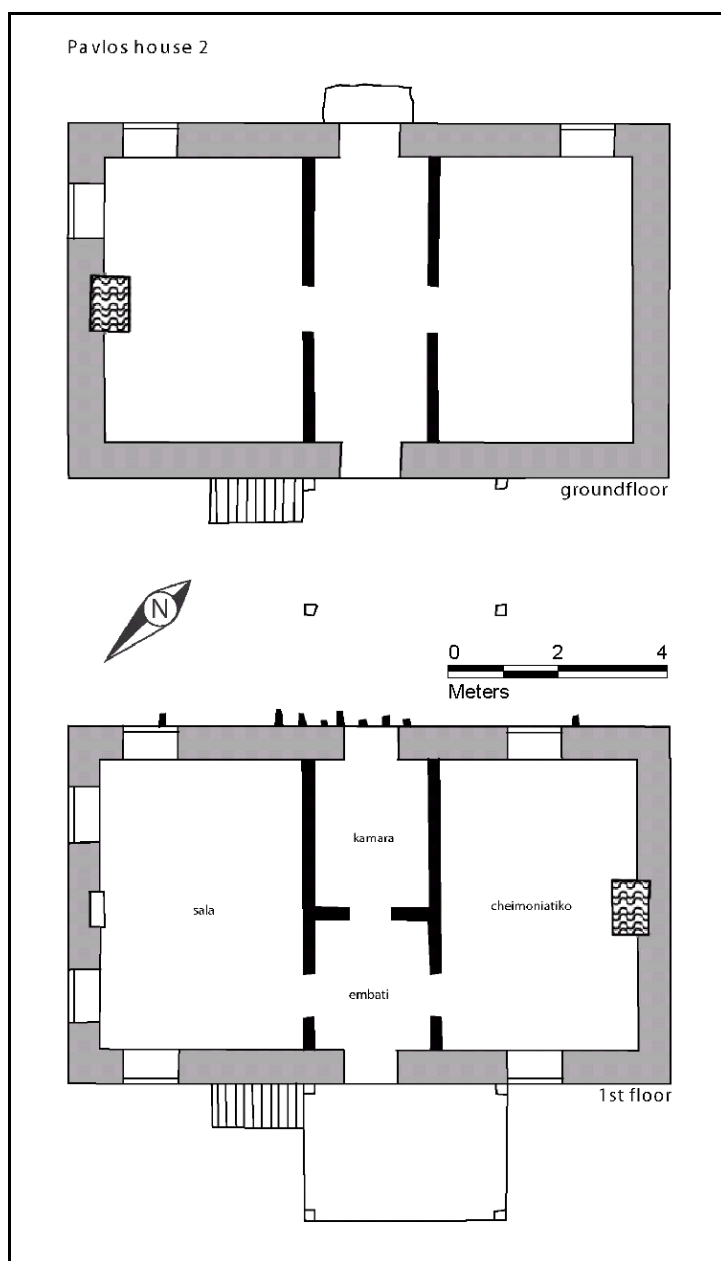 Pavlos house 2
groundfloor
N
0 2 4
Meters
kamara
sala
cheimoniatiko
embati
1st floor